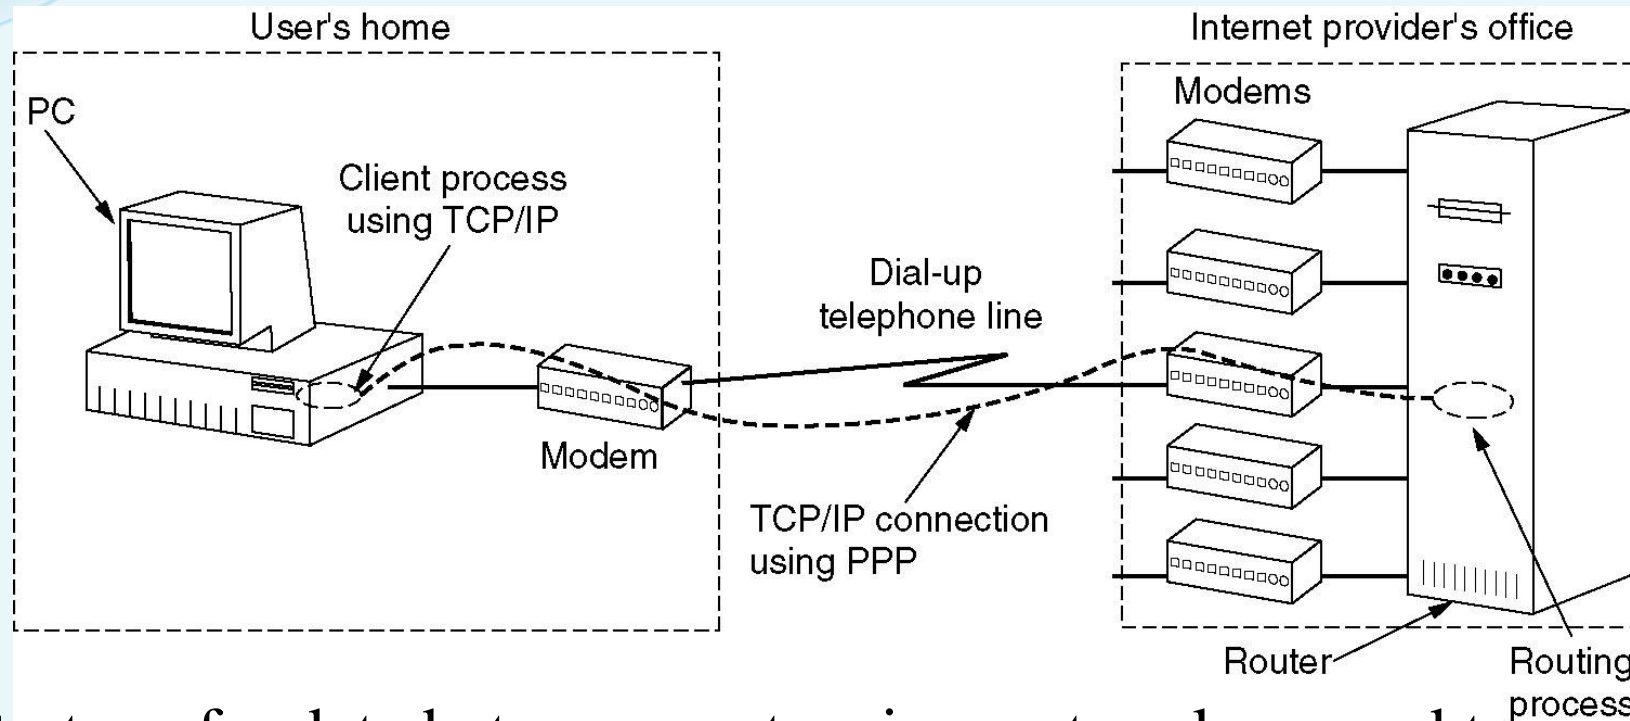 User's home
Internet provider's office
PC
Modems
Client process
using TCP/IP
Dial-up
telephone line
Modem
TCP/IP connection
using PPP
Router
Routing
process